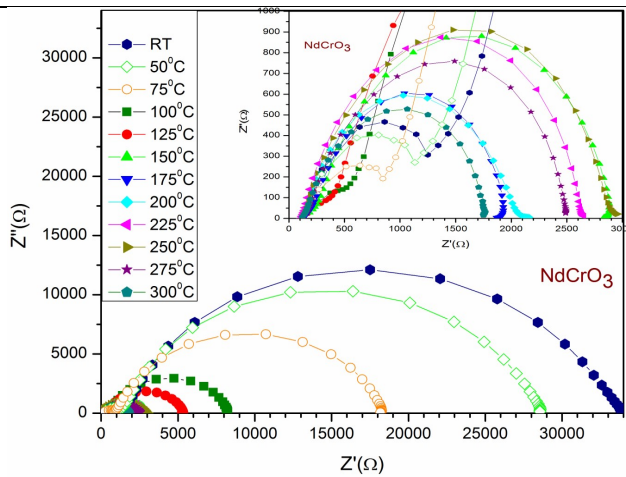 Z''(Ω)
30000
25000
20000
15000
10000
5000
0
0
5000
10000
15000
20000
25000
30000
Z'(Ω)
RT
50⁰C
75⁰C
100⁰C
125⁰C
150⁰C
175⁰C
200⁰C
225⁰C
250⁰C
275⁰C
300⁰C
NdCrO₃
Z'(Ω)
1000
900
800
700
600
500
400
300
200
100
0
0
500
1000
1500
2000
2500
3000
Z'(Ω)
NdCrO₃